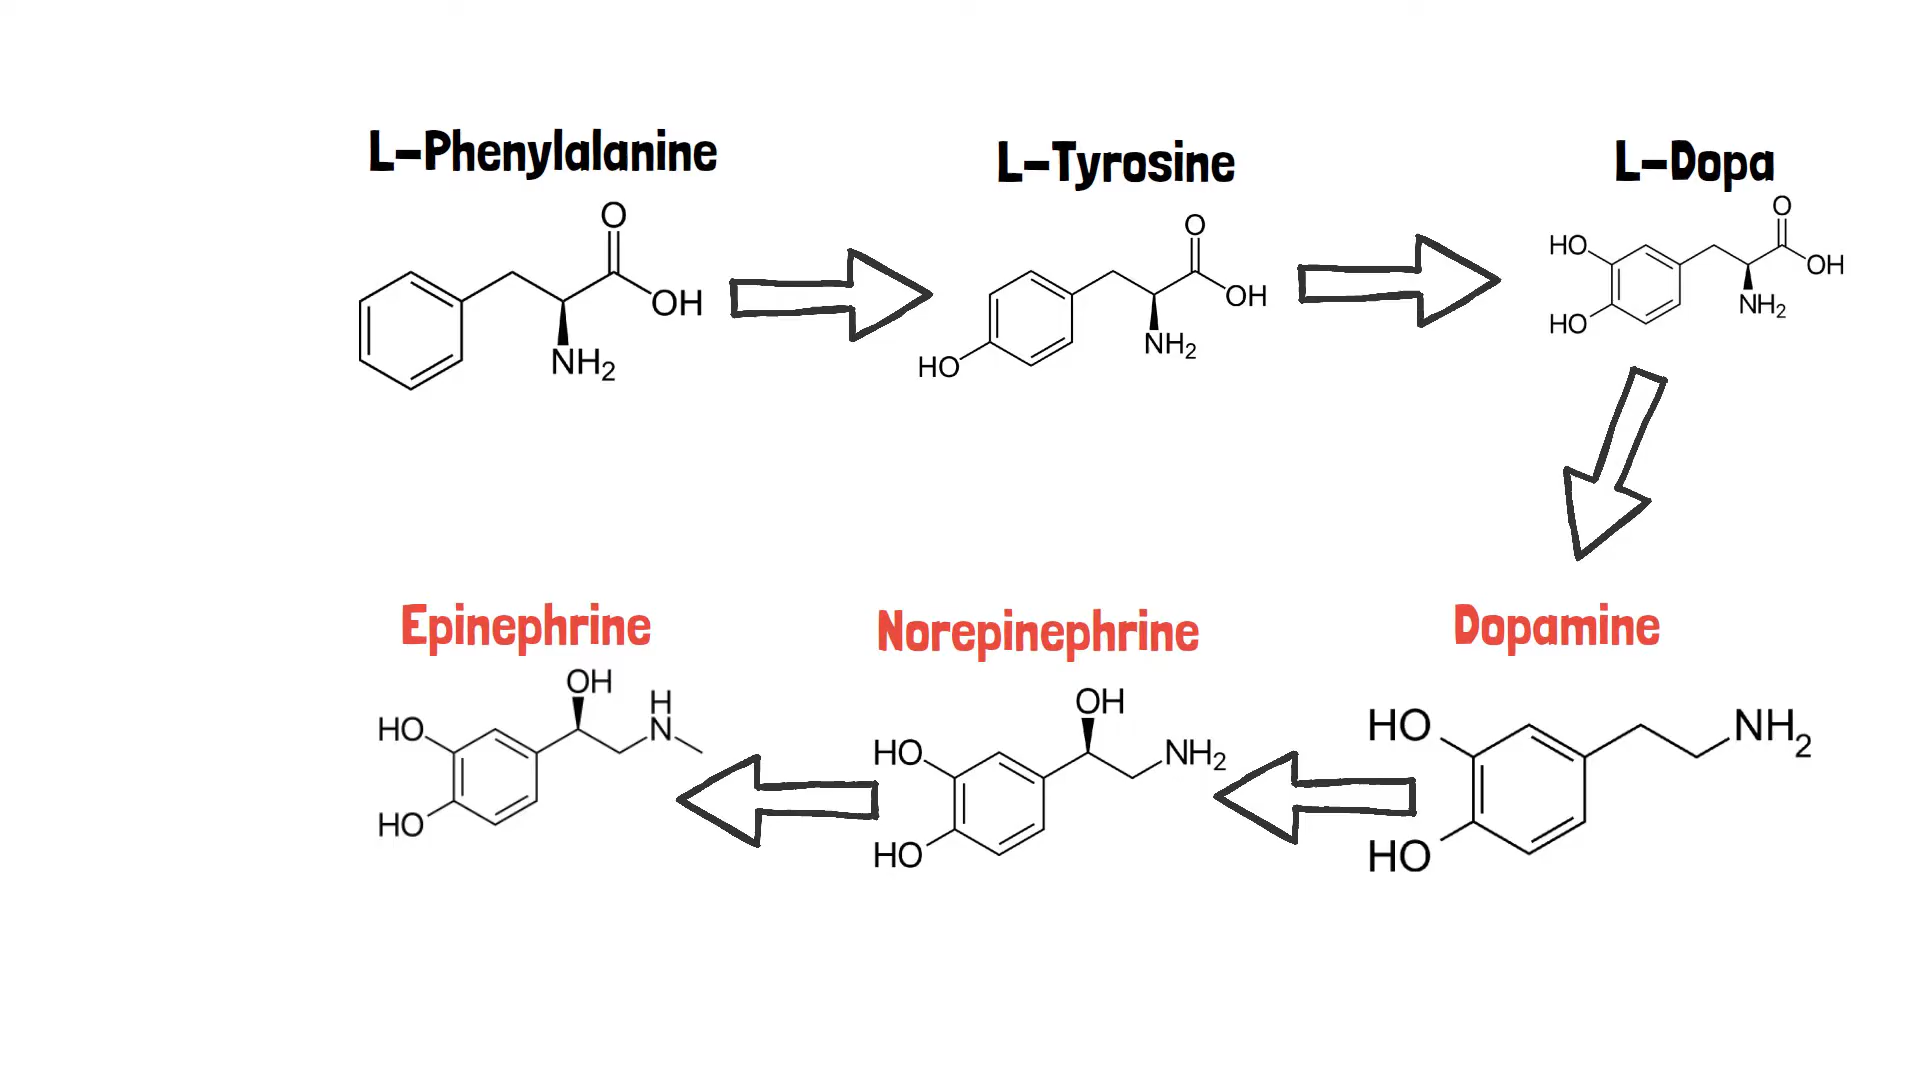 L-Phenylalanine
L-Tyrosine
L-Dopa
O
OH
NH2
O
OH
NH2
HO
O
HO
OH
NH2
HO
Epinephrine
Norepinephrine
Dopamine
OH
H
HO
N
HO
OH
HO
NH2
HO
HO
NH2
HO